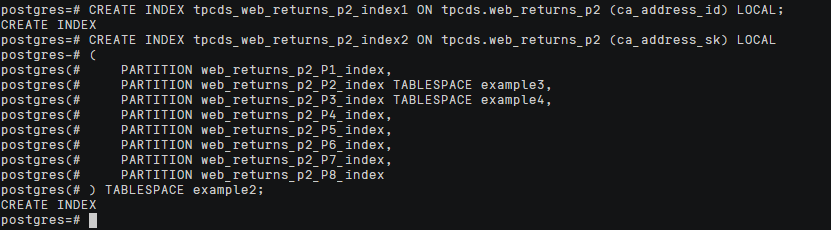 postgres=# CREATE INDEX tpcds_web_returns_p2_index1 ON tpcds.web_returns_p2 (ca_address_id) LOCAL;
CREATE INDEX
postgres=# CREATE INDEX tpcds_web_returns_p2_index2 ON tpcds.web_returns_p2 (ca_address_sk) LOCAL
postgres-# (
postgres(#     PARTITION web_returns_p2_P1_index,
postgres(#     PARTITION web_returns_p2_P2_index TABLESPACE example3,
postgres(#     PARTITION web_returns_p2_P3_index TABLESPACE example4,
postgres(#     PARTITION web_returns_p2_P4_index,
postgres(#     PARTITION web_returns_p2_P5_index,
postgres(#     PARTITION web_returns_p2_P6_index,
postgres(#     PARTITION web_returns_p2_P7_index,
postgres(#     PARTITION web_returns_p2_P8_index
postgres(# ) TABLESPACE example2;
CREATE INDEX
postgres=#